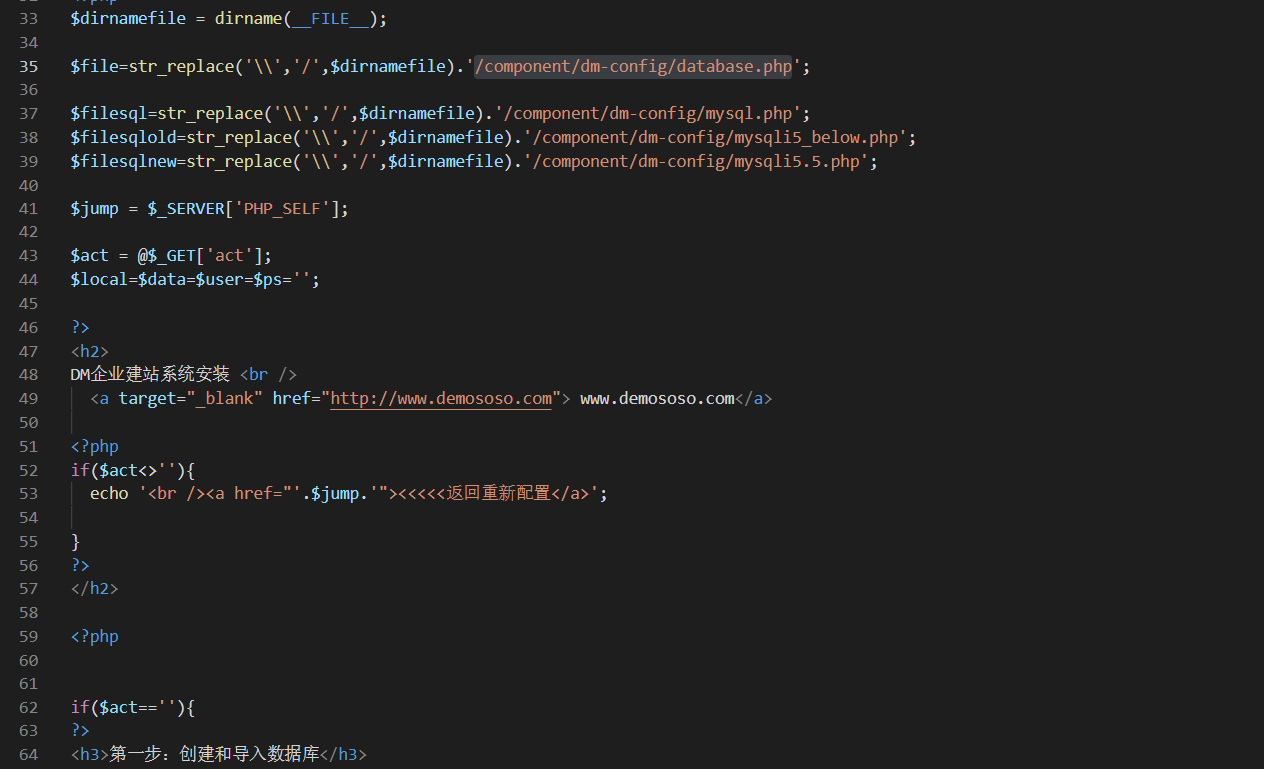 33 $dirnamefile = dirname(__FILE__);
34
35 $file=str_replace('\\','/',$dirnamefile).'/component/dm-config/database.php';
36
37 $filesql=str_replace('\\','/',$dirnamefile).'/component/dm-config/mysql.php';
38 $filesqlold=str_replace('\\','/',$dirnamefile).'/component/dm-config/mysqli5_below.php';
39 $filesqlnew=str_replace('\\','/',$dirnamefile).'/component/dm-config/mysqli5.5.php';
40
41 $jump = $_SERVER['PHP_SELF'];
42
43 $act = @$_GET['act'];
44 $local=$data=$user=$ps='';
45
46 ?>
47 <h2>
48 DM企业建站系统安装 <br />
49 <a target="_blank" href="http://www.demososo.com"> www.demososo.com</a>
50
51 <?php
52 if($act<>''){
53 echo '<br /><a href="'.$jump.'"><<<<<返回重新配置</a>';
54
55 }
56 ?>
57 </h2>
58
59 <?php
60
61
62 if($act==''){
63 ?>
64 <h3>第一步：创建和导入数据库</h3>